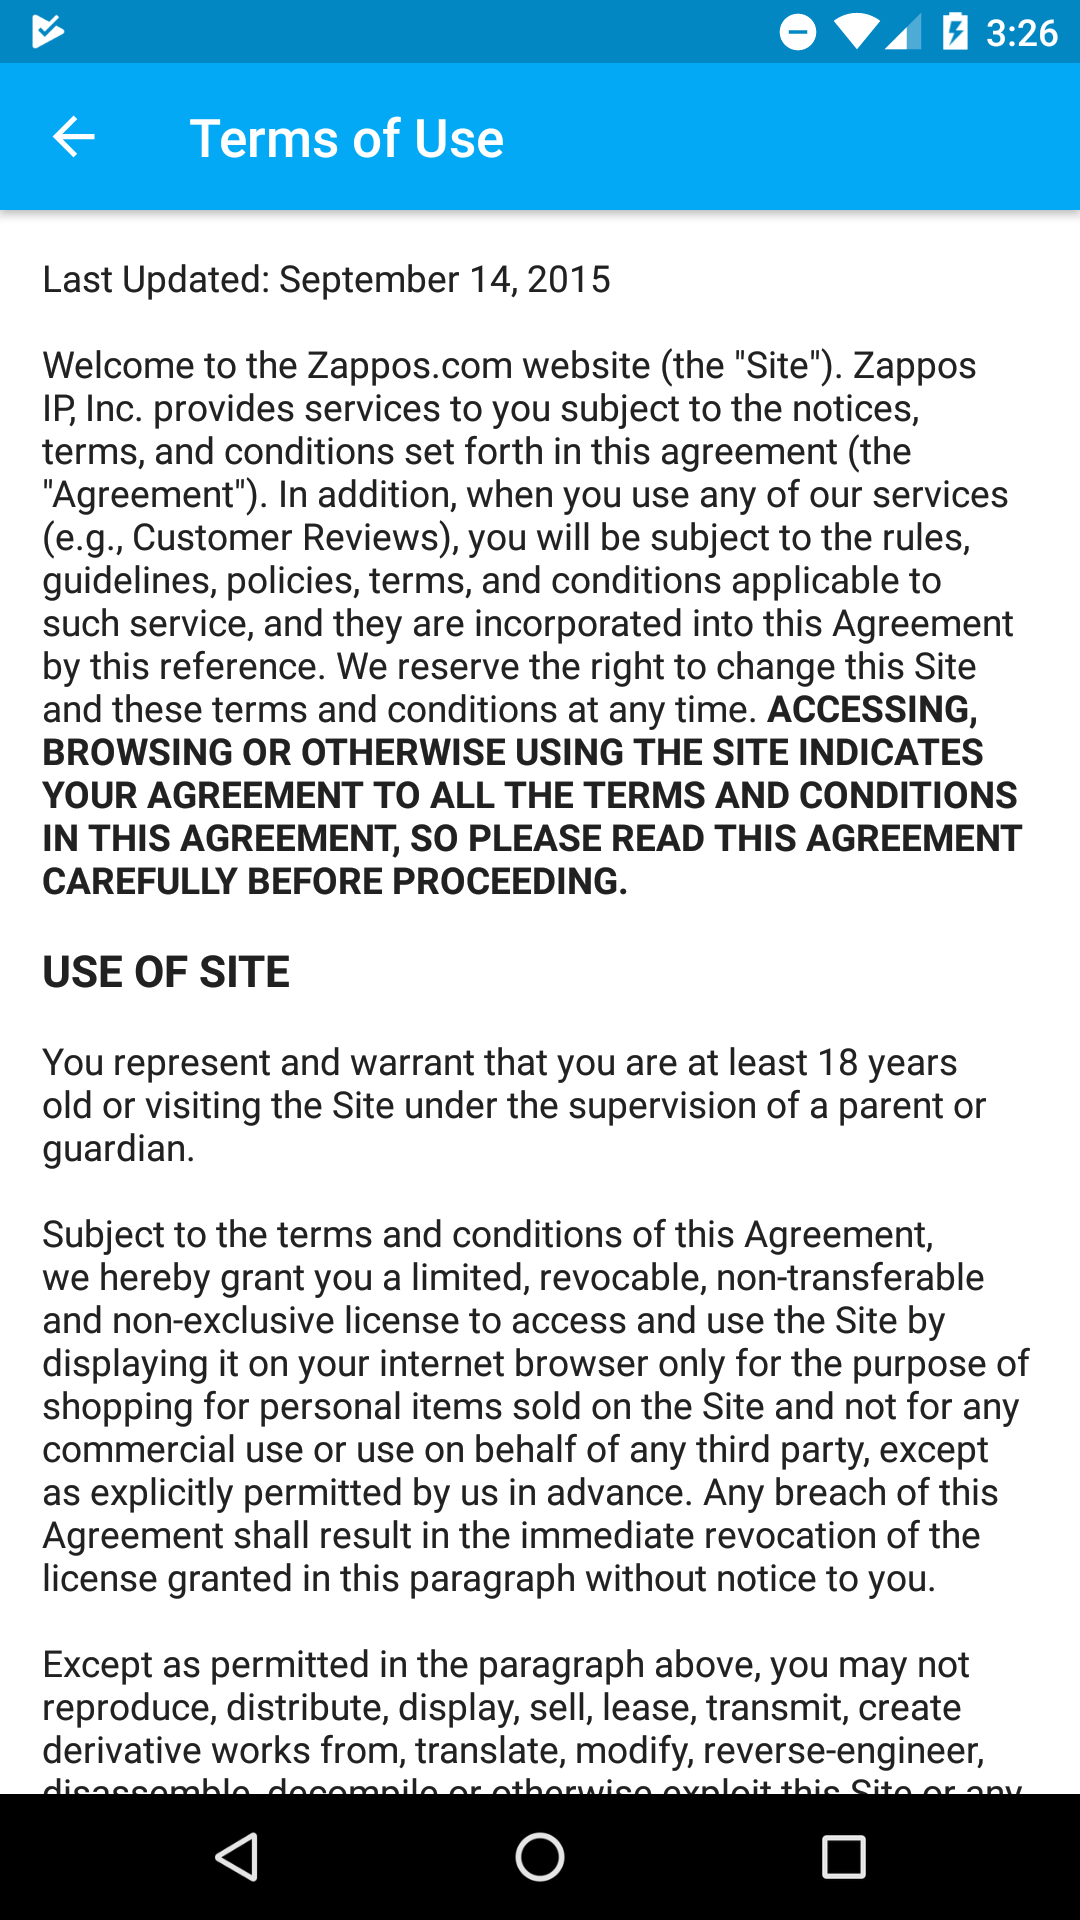 3:26
Terms of Use
Last Updated: September 14, 2015
Welcome to the Zappos.com website (the "Site"). Zappos
IP, Inc. provides services to you subject to the notices,
terms, and conditions set forth in this agreement (the
"Agreement"). In addition, when you use any of our services
(e.g., Customer Reviews), you will be subject to the rules,
guidelines, policies, terms, and conditions applicable to
such service, and they are incorporated into this Agreement
by this reference. We reserve the right to change this Site
and these terms and conditions at any time. ACCESSING,
BROWSING OR OTHERWISE USING THE SITE INDICATES
YOUR AGREEMENT TO ALL THE TERMS AND CONDITIONS
IN THIS AGREEMENT, SO PLEASE READ THIS AGREEMENT
CAREFULLY BEFORE PROCEEDING.
USE OF SITE
You represent and warrant that you are at least 18 years
old or visiting the Site under the supervision of a parent or
guardian.
Subject to the terms and conditions of this Agreement,
we hereby grant you a limited, revocable, non-transferable
and non-exclusive license to access and use the Site by
displaying it on your internet browser only for the purpose of
shopping for personal items sold on the Site and not for any
commercial use or use on behalf of any third party, except
as explicitly permitted by us in advance. Any breach of this
Agreement shall result in the immediate revocation of the
license granted in this paragraph without notice to you.
Except as permitted in the paragraph above, you may not
reproduce, distribute, display, sell, lease, transmit, create
derivative works from, translate, modify, reverse-engineer,
disassemble, decompile or otherwise exploit this Site or any